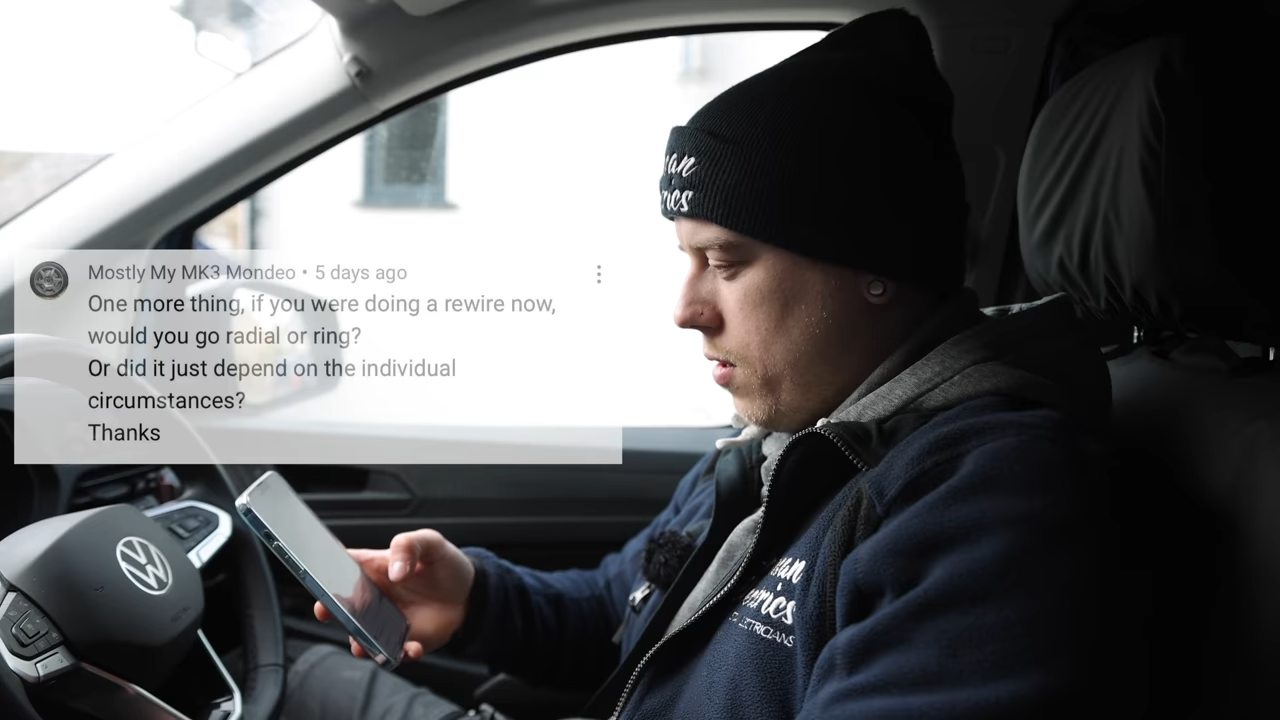 Mostly My MK3 Mondeo • 5 days ago
One more thing, if you were doing a rewire now,
would you go radial or ring?
Or did it just depend on the individual
circumstances?
Thanks